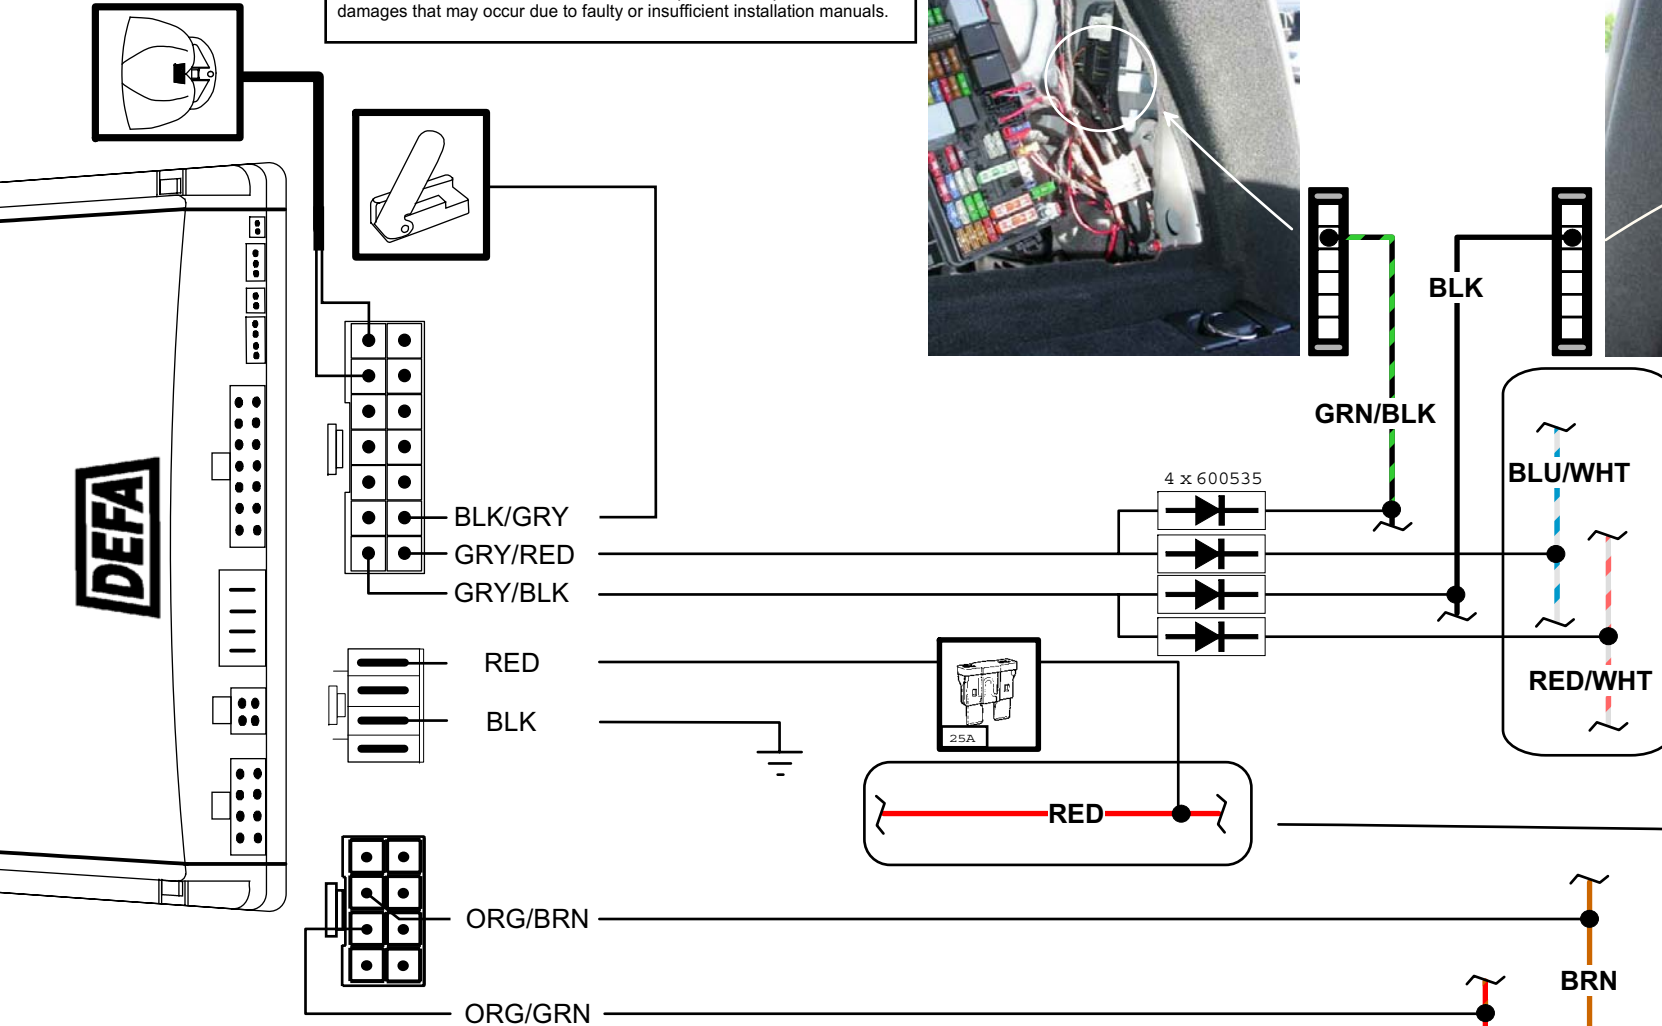 damages that may occur due to faulty or insufficient installation manuals.
BLK
GRN/BLK
BLU/WHT
4 x 600535
DEFA
BLK/GRY
GRY/RED
GRY/BLK
RED
RED/WHT
BLK
25A
RED
ORG/BRN
BRN
ORG/GRN